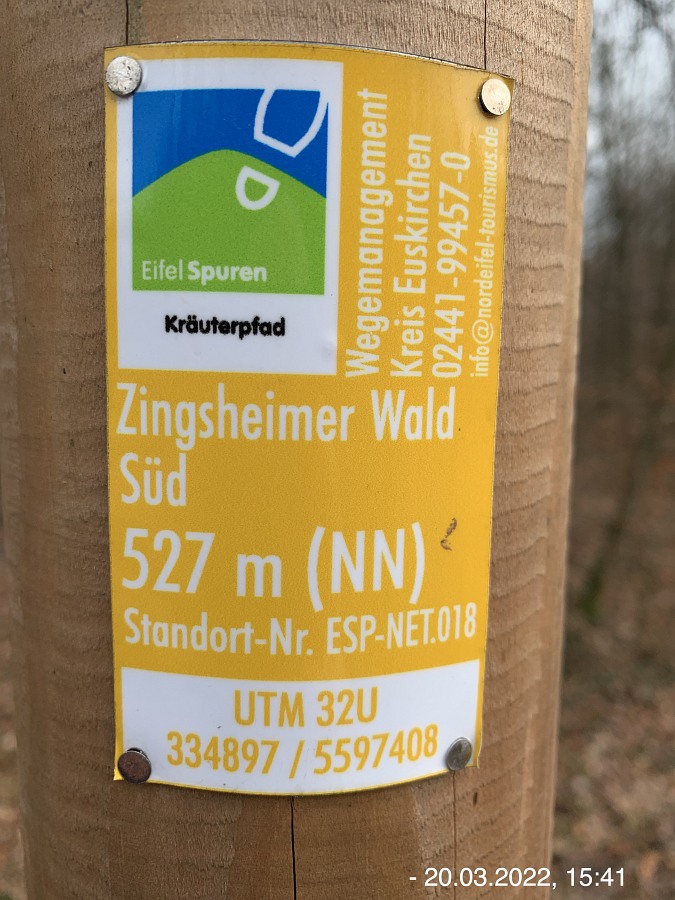 Eifel Spuren
Kräuterpfad
Wegemanagement
Kreis Euskirchen
02441-99457-0
info@nordeifel-tourismus.de
Zingsheimer Wald
Süd
527 m (NN)
Standort-Nr. ESP-NET.018
UTM 32U
334897 / 5597408
- 20.03.2022, 15:41